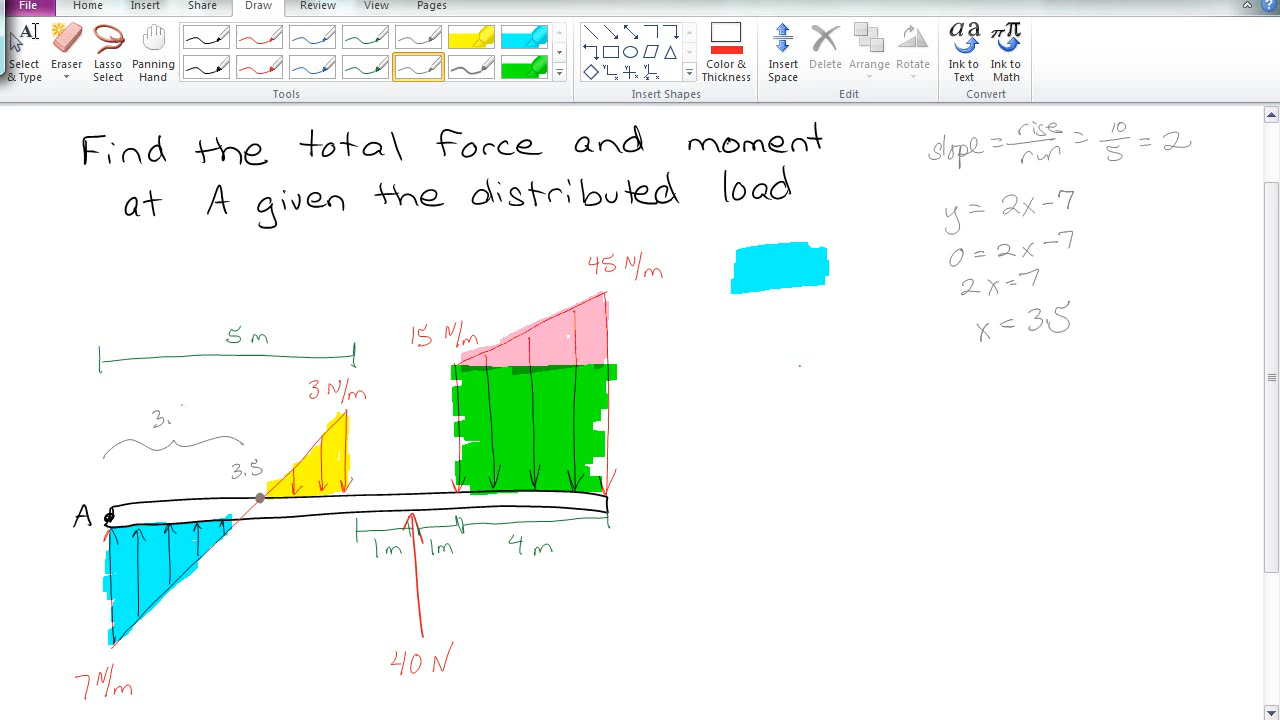 File Home Insert Share Draw Review View Pages
Select & Type
Eraser
Lasso Select
Panning Hand
Color & Thickness
Insert Space
Delete
Arrange
Rotate
Ink to Text
Ink to Math
Tools
Insert Shapes
Edit
Convert
Find the total force and moment
at A given the distributed load
slope = rise/run = 10/5 = 2
y = 2x-7
0 = 2x-7
2x=7
x = 3.5
45 N/m
5 m
15 N/m
3 N/m
3.
3.5
A
1m 1m 4 m
40 N
7 N/m